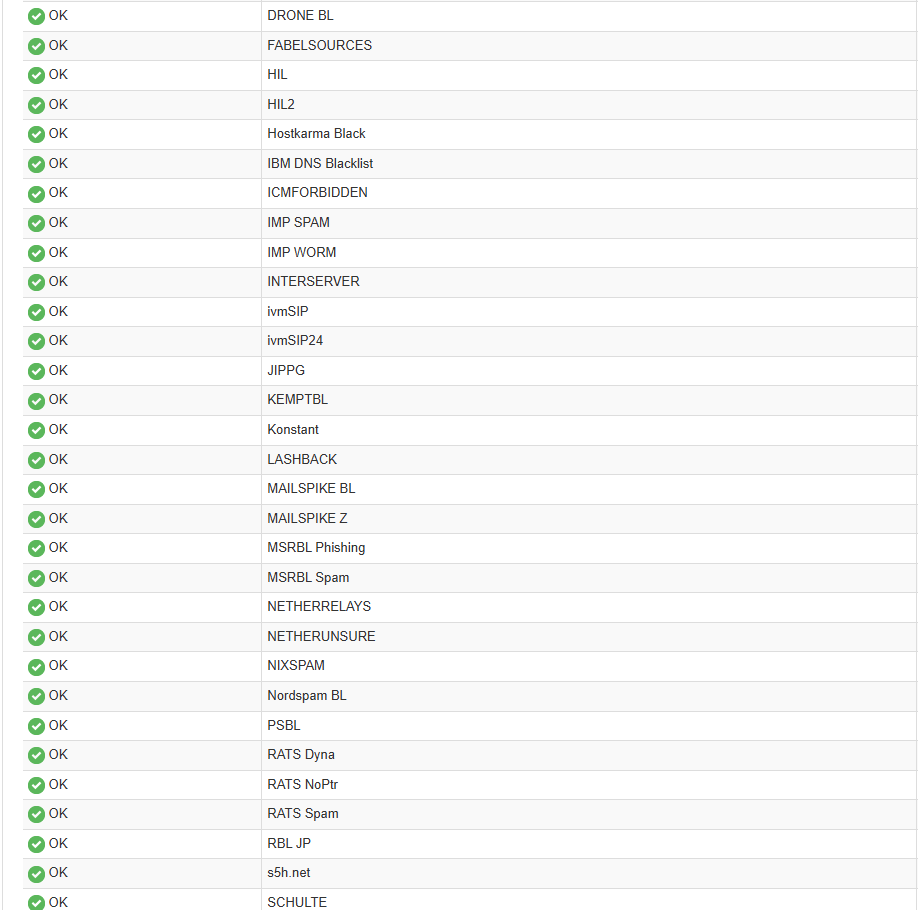 OK DRONE BL
OK FABELSOURCES
OK HIL
OK HIL2
OK Hostkarma Black
OK IBM DNS Blacklist
OK ICMFORBIDDEN
OK IMP SPAM
OK IMP WORM
OK INTERSERVER
OK ivmSIP
OK ivmSIP24
OK JIPPG
OK KEMPTBL
OK Konstant
OK LASHBACK
OK MAILSPIKE BL
OK MAILSPIKE Z
OK MSRBL Phishing
OK MSRBL Spam
OK NETHERRELAYS
OK NETHERUNSURE
OK NIXSPAM
OK Nordspam BL
OK PSBL
OK RATS Dyna
OK RATS NoPtr
OK RATS Spam
OK RBL JP
OK s5h.net
OK SCHULTE